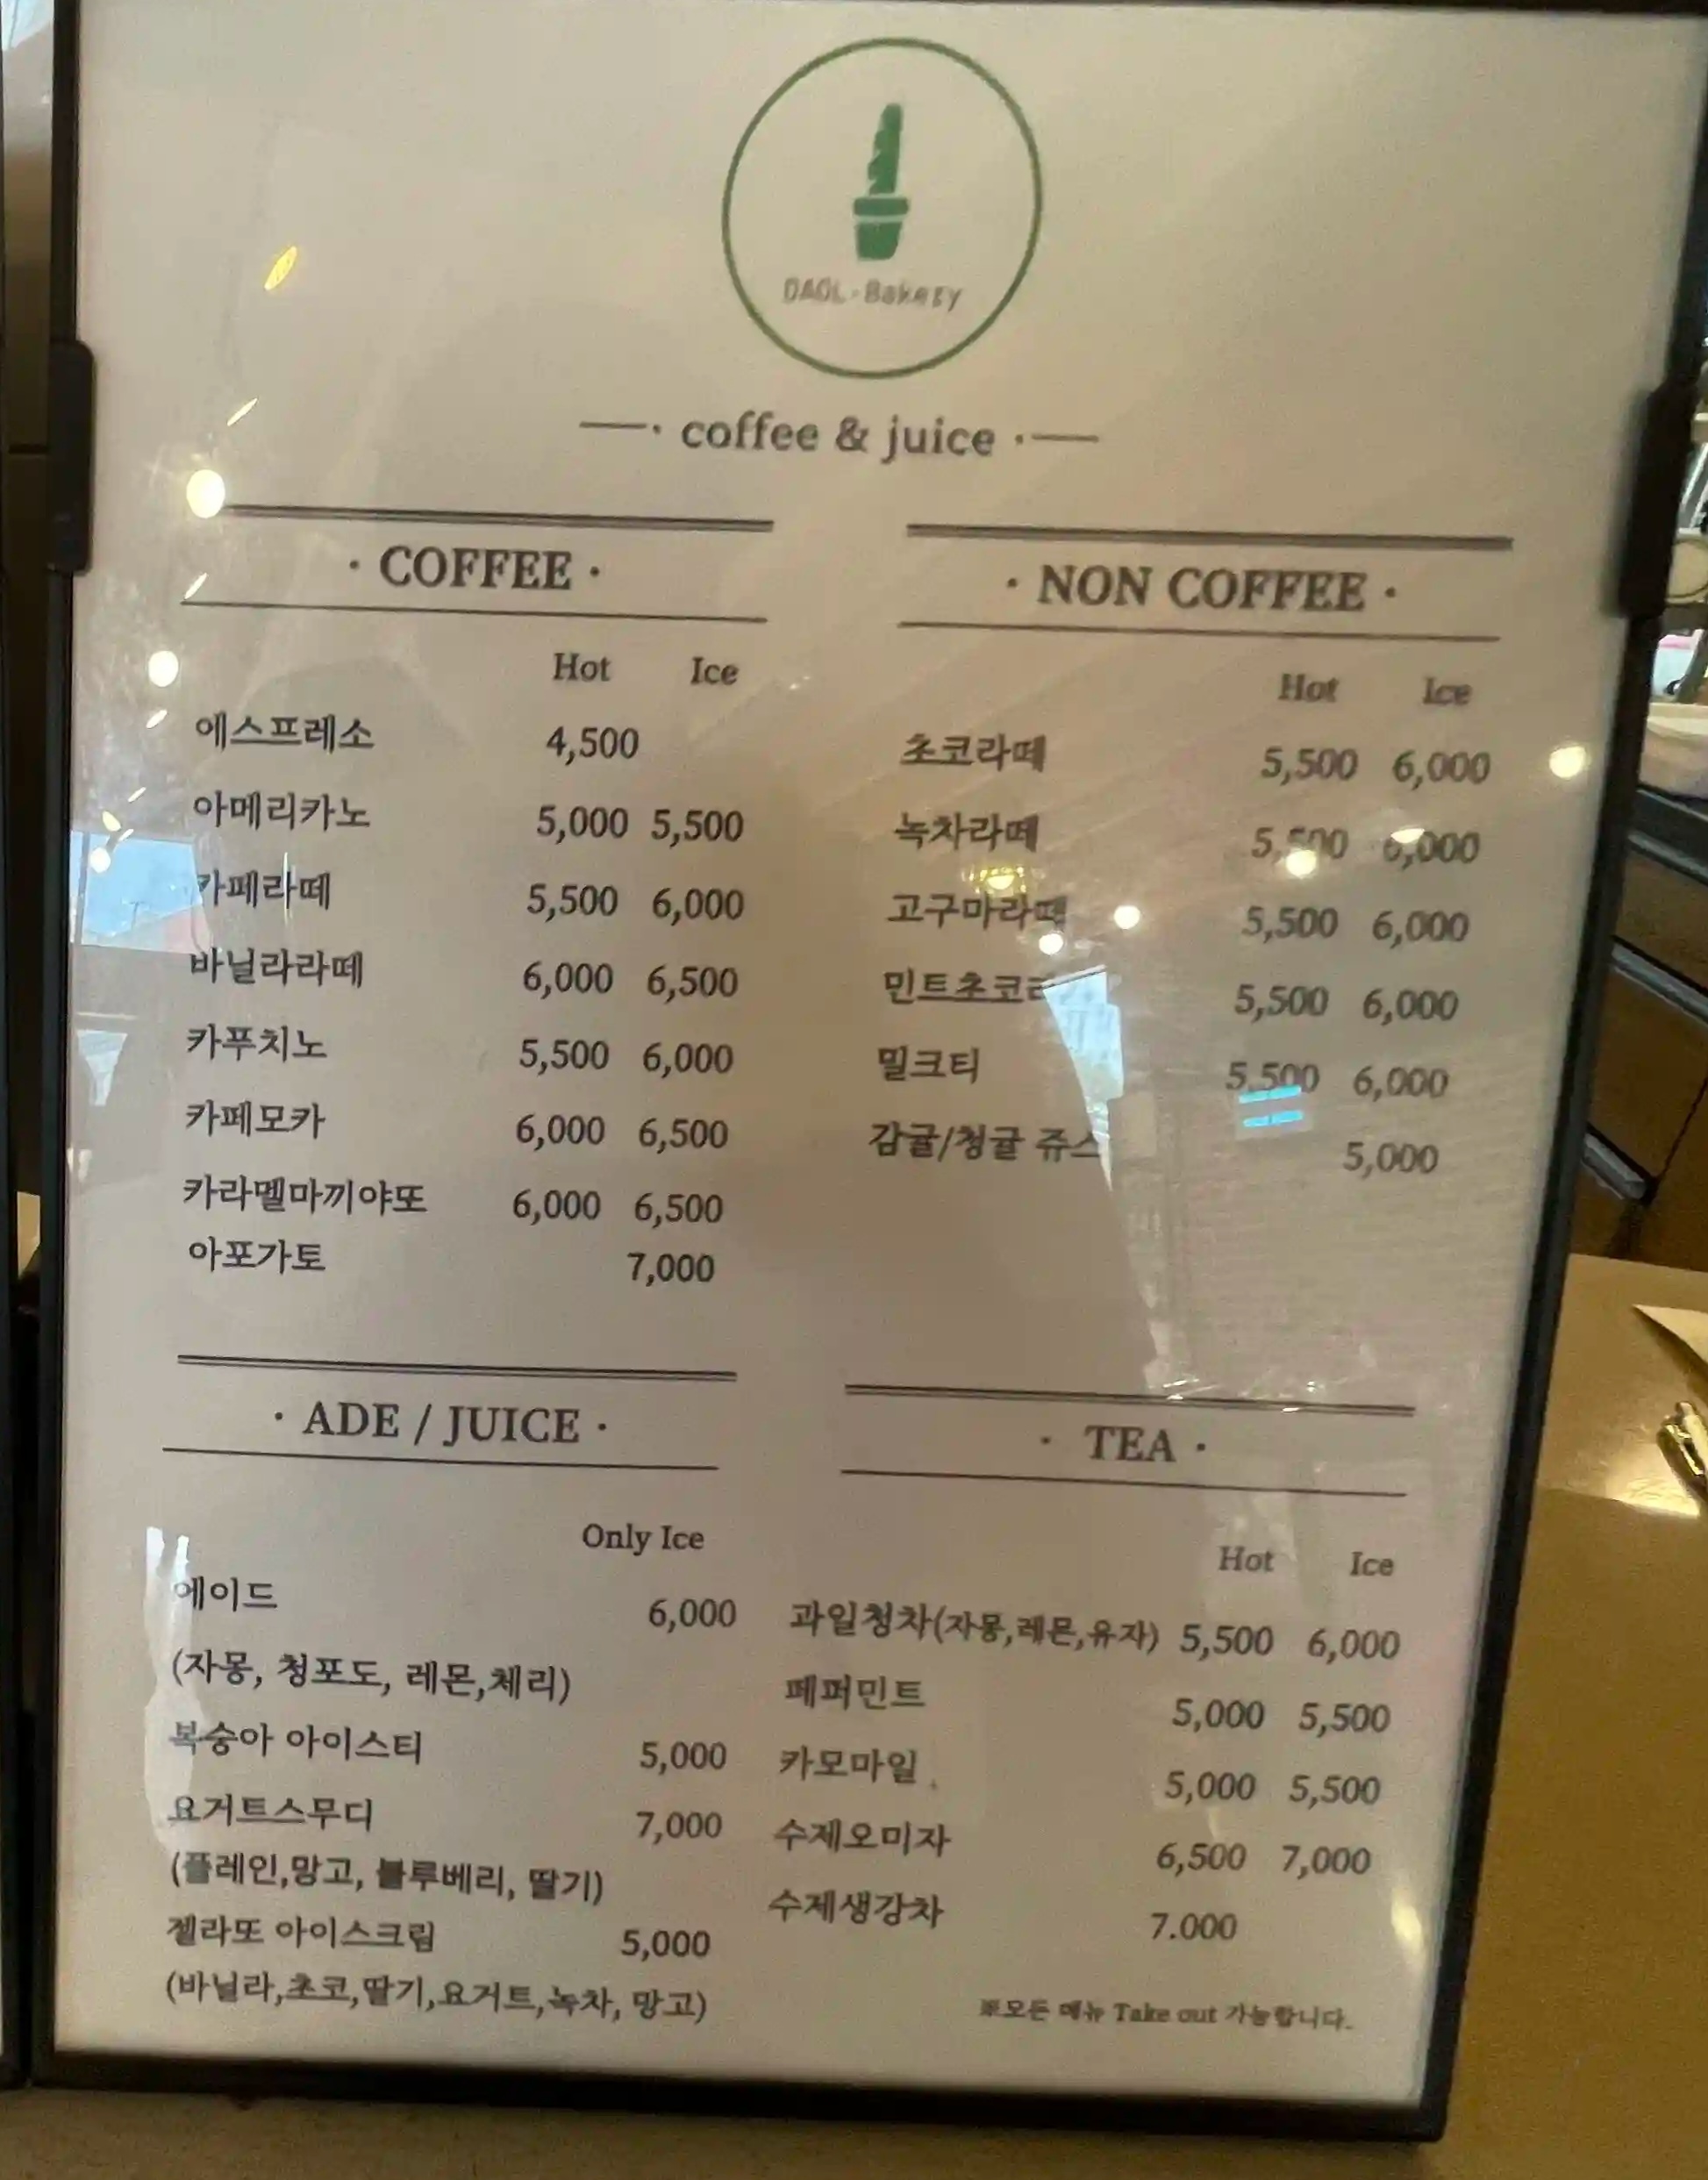 DAOL-Bakery
coffee & juice
· COFFEE ·
Hot Ice
에스프레소 4,500
아메리카노 5,000 5,500
카페라떼 5,500 6,000
바닐라라떼 6,000 6,500
카푸치노 5,500 6,000
카페모카 6,000 6,500
카라멜마끼야또 6,000 6,500
아포가토 7,000
· NON COFFEE ·
Hot Ice
초코라떼 5,500 6,000
녹차라떼 5,500 6,000
고구마라떼 5,500 6,000
5,500 6,000
밀크티 5,500 6,000
감귤/청귤 쥬스 5,000
· ADE / JUICE ·
Only Ice
에이드 6,000
(자몽, 청포도, 레몬,체리)
복숭아 아이스티 5,000
요거트스무디 7,000
(플레인,망고, 블루베리, 딸기)
젤라또 아이스크림 5,000
(바닐라,초코,딸기,요거트,녹차, 망고)
· TEA ·
Hot Ice
과일청차(자몽,레몬,유자) 5,500 6,000
페퍼민트 5,000 5,500
카모마일 5,000 5,500
수제오미자 6,500 7,000
수제생강차 7.000
※모든 메뉴 Take out 가능합니다.